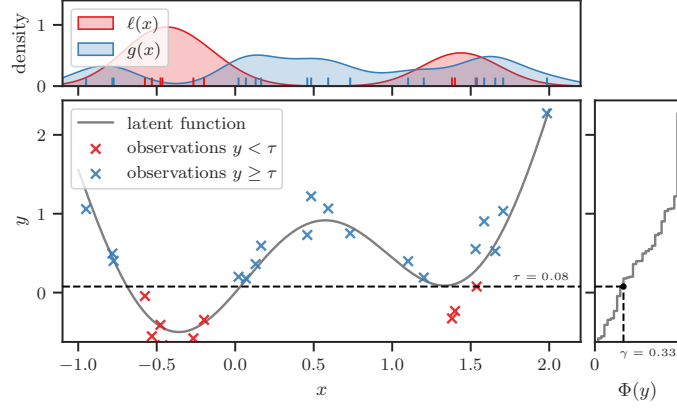 density
1
0
ℓ(x)
g(x)
y
2
1
0
latent function
observations y < τ
observations y ≥ τ
τ = 0.08
−1.0 −0.5 0.0 0.5 1.0 1.5 2.0
x
0
γ = 0.33
Φ(y)